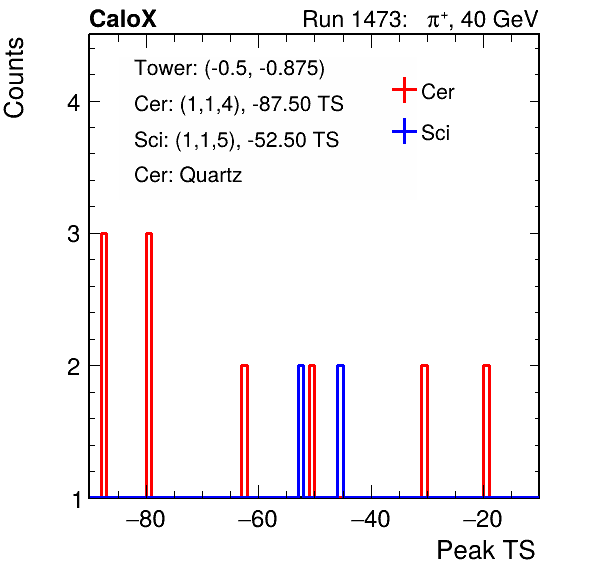 CaloX Run 1473: π⁺, 40 GeV
Counts
Tower: (-0.5, -0.875)
Cer: (1,1,4), -87.50 TS
Sci: (1,1,5), -52.50 TS
Cer: Quartz
Cer
Sci
4
3
2
1
−80 −60 −40 −20
Peak TS